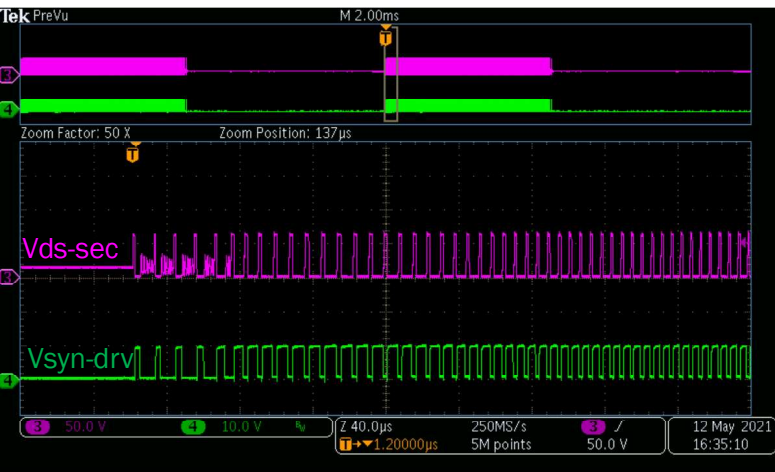 Tek PreVu M 2.00ms
T
3
4
Zoom Factor: 50 X Zoom Position: 137µs
T
Vds-sec
3
Vsyn-drv
4
3 50.0 V 4 10.0 V BW Z 40.0µs 250MS/s 3 / 12 May 2021
T→▼1.20000µs 5M points 50.0 V 16:35:10